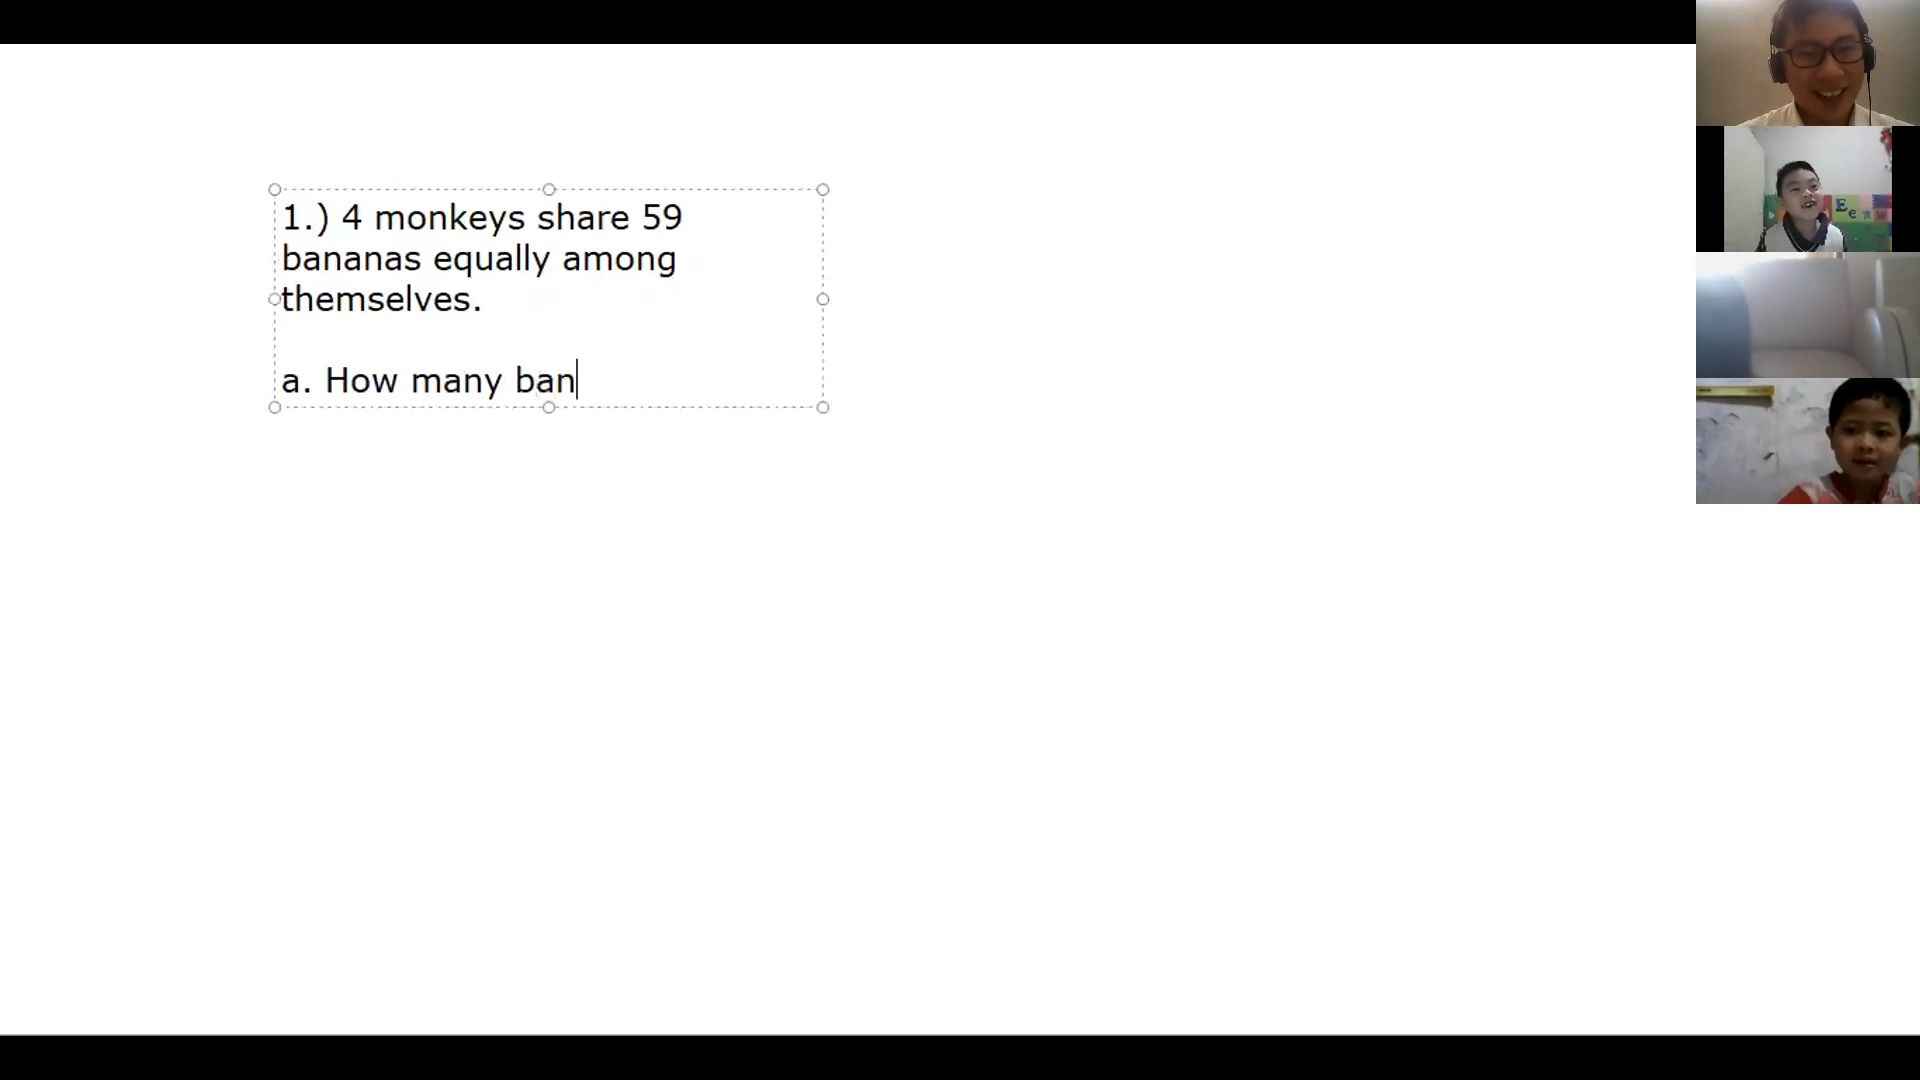 1.) 4 monkeys share 59
bananas equally among
themselves.
a. How many ban
E e